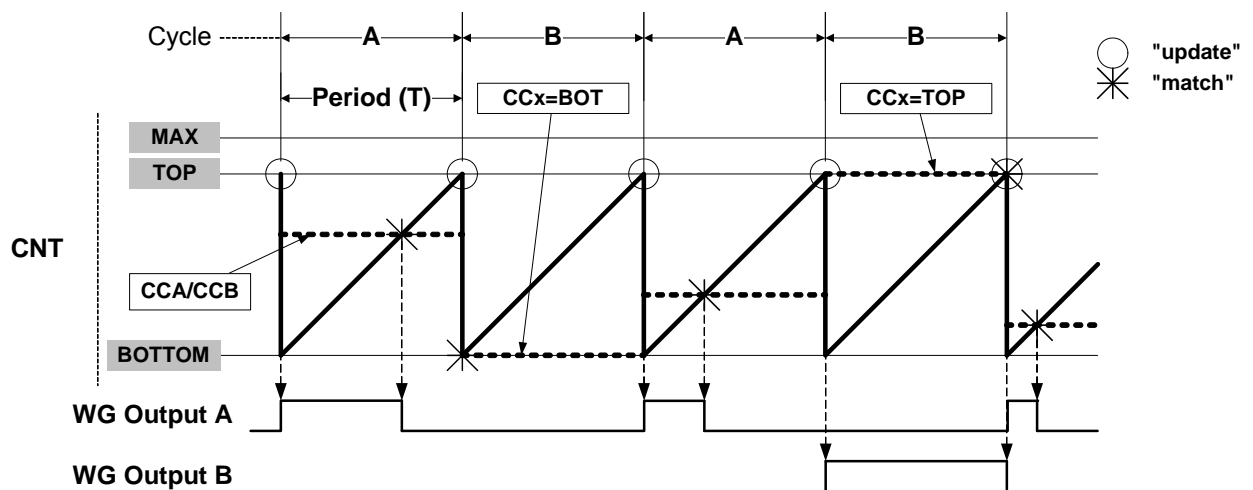 Cycle A B A B
"update"
"match"
Period (T) CCx=BOT CCx=TOP
MAX
TOP
CNT
CCA/CCB
BOTTOM
WG Output A
WG Output B